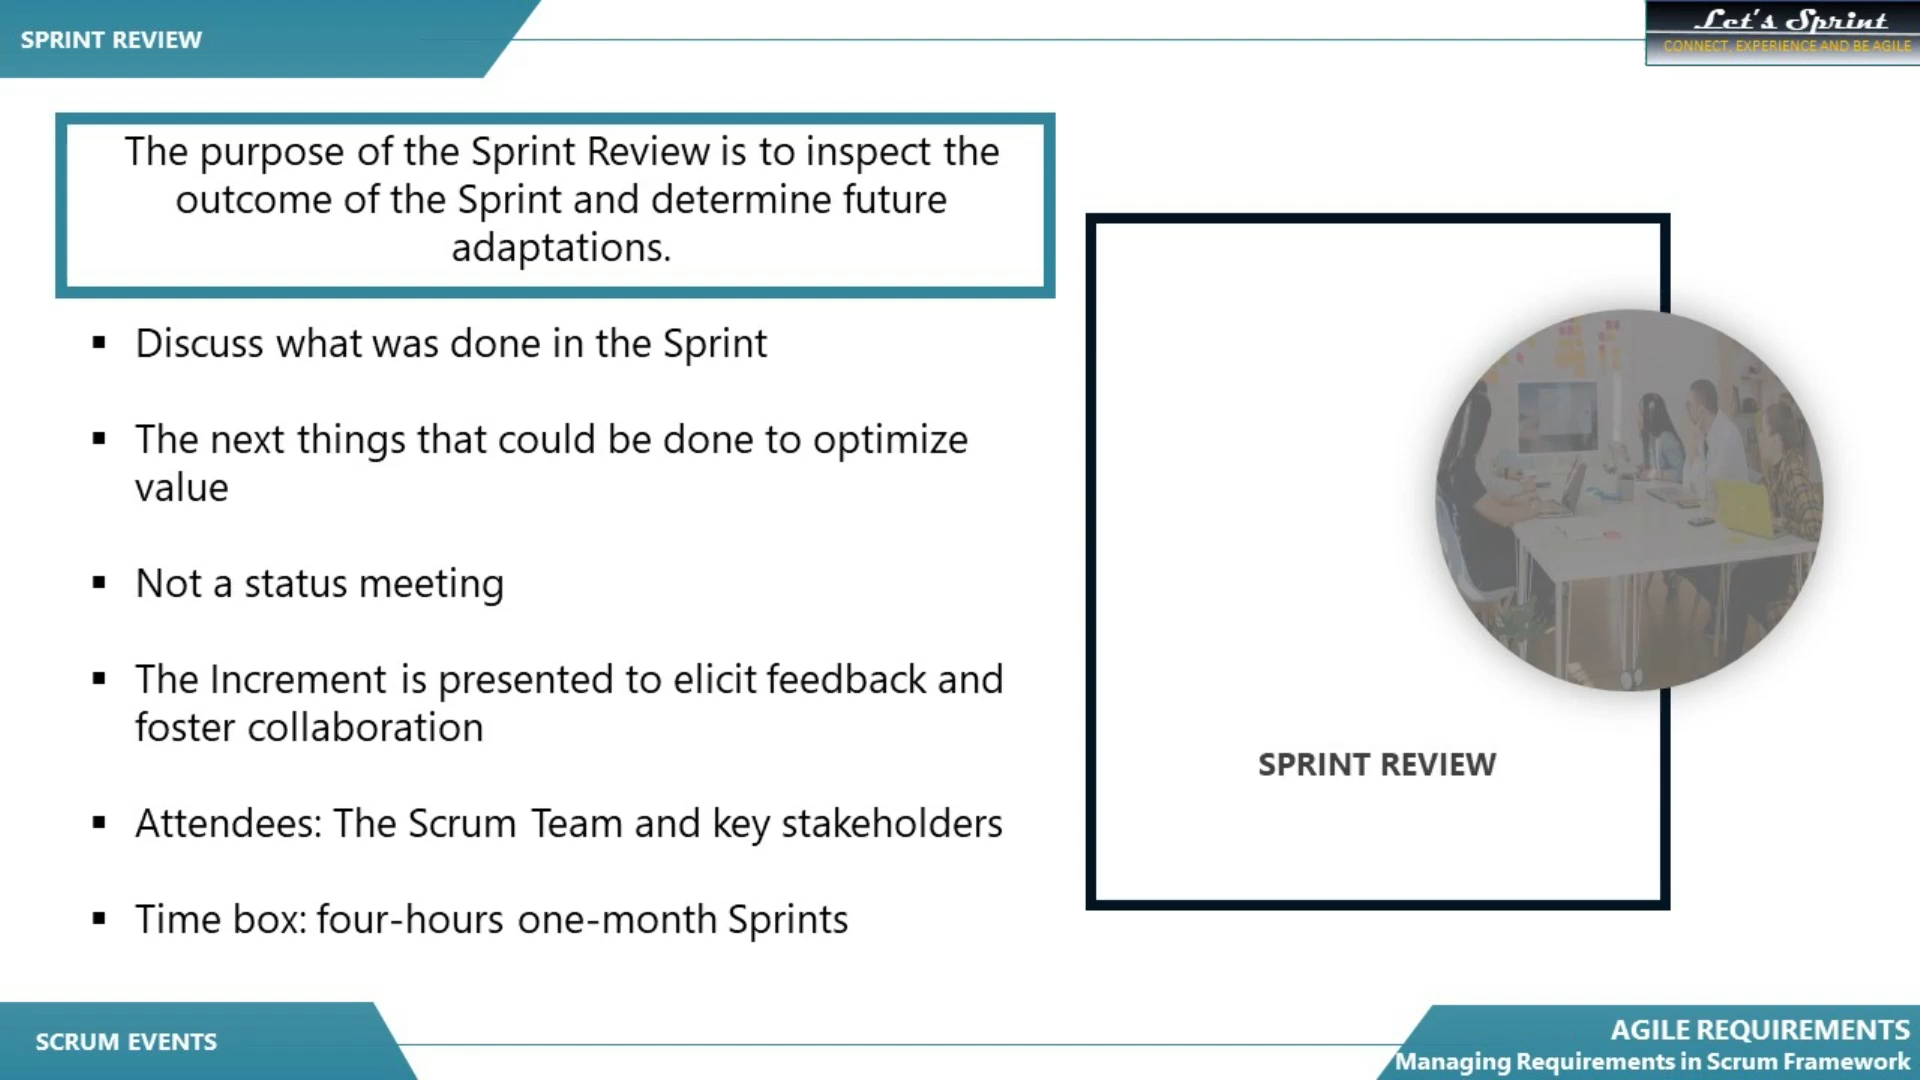 SPRINT REVIEW
Let's Sprint
CONNECT, EXPERIENCE AND BE AGILE
The purpose of the Sprint Review is to inspect the
outcome of the Sprint and determine future
adaptations.
▪ Discuss what was done in the Sprint
▪ The next things that could be done to optimize
value
▪ Not a status meeting
▪ The Increment is presented to elicit feedback and
foster collaboration
▪ Attendees: The Scrum Team and key stakeholders
▪ Time box: four-hours one-month Sprints
SPRINT REVIEW
SCRUM EVENTS
AGILE REQUIREMENTS
Managing Requirements in Scrum Framework